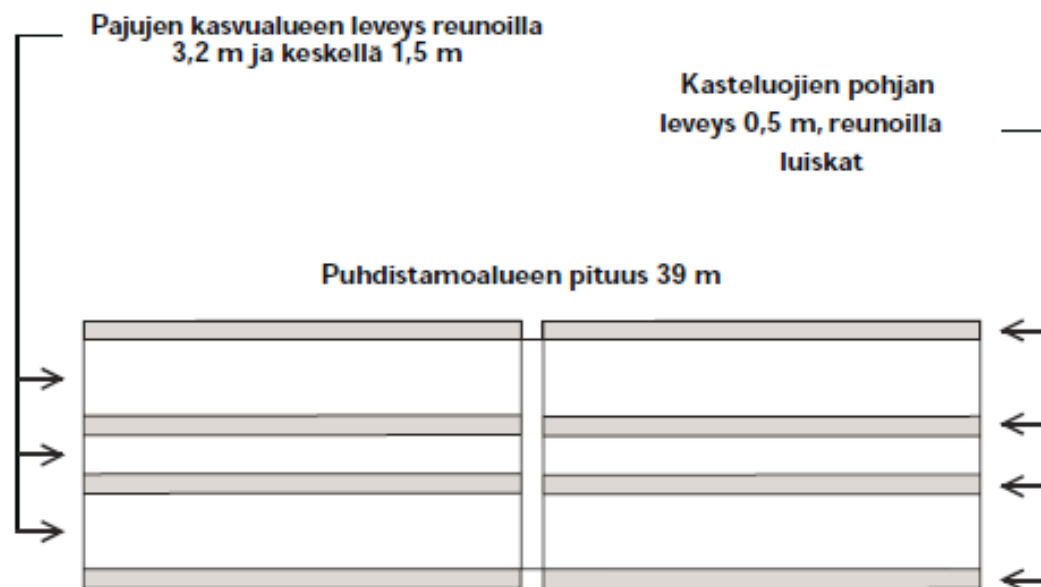 Pajujen kasvualueen leveys reunoilla
3,2 m ja keskellä 1,5 m
Kasteluojien pohjan
leveys 0,5 m, reunoilla
luiskat
Puhdistamoalueen pituus 39 m